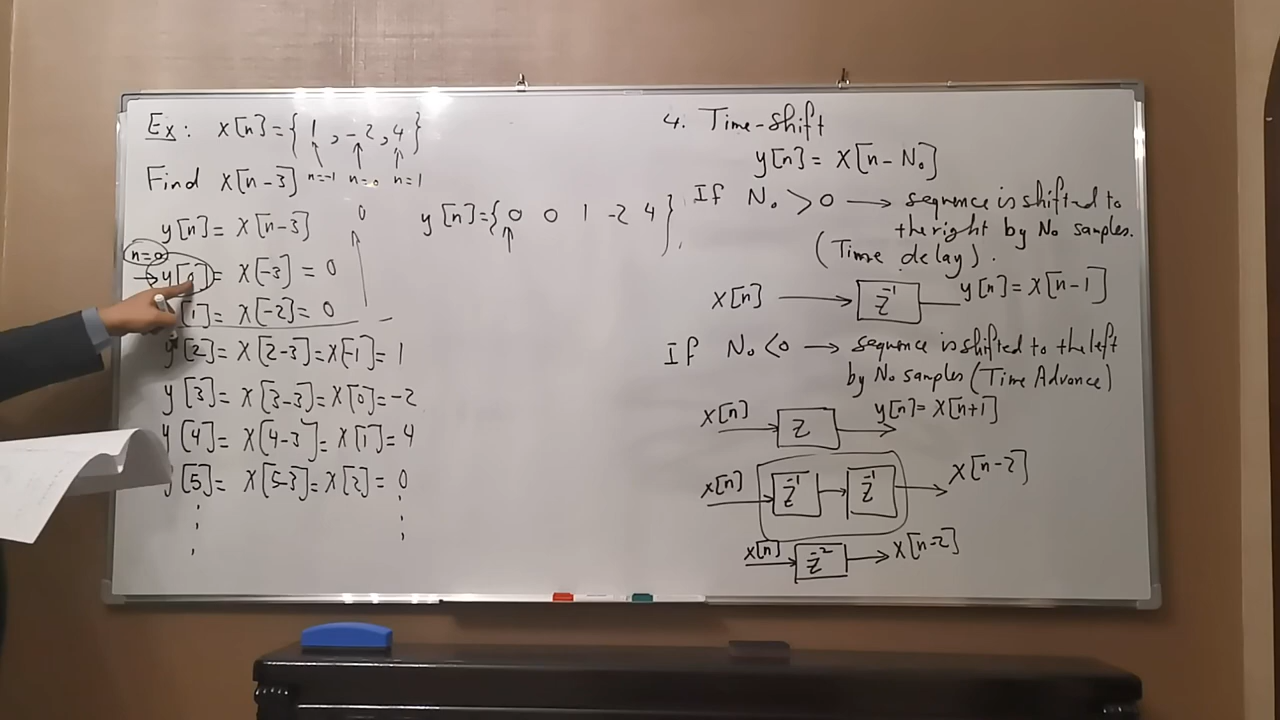 Ex: x[n] = { 1 , -2 , 4 }
↑ ↑ ↑
n=-1 n=0 n=1
Find x[n-3]
y[n] = x[n-3]
0
n=0
→ y[0] = x[-3] = 0
[1] = x[-2] = 0
y[2] = x[2-3] = x[-1] = 1
y[3] = x[3-3] = x[0] = -2
y[4] = x[4-3] = x[1] = 4
y[5] = x[5-3] = x[2] = 0
y[n] = { 0 0 1 -2 4 }
↑
4. Time-shift
y[n] = x[n-N₀]
If N₀ > 0 → sequence is shifted to
the right by N₀ samples.
(Time delay).
x[n] → z⁻¹ y[n] = x[n-1]
If N₀ < 0 → sequence is shifted to the left
by N₀ samples (Time Advance)
x[n] → z → y[n] = x[n+1]
x[n] → z⁻¹ → z⁻¹ → x[n-2]
x[n] → z⁻² → x[n-2]